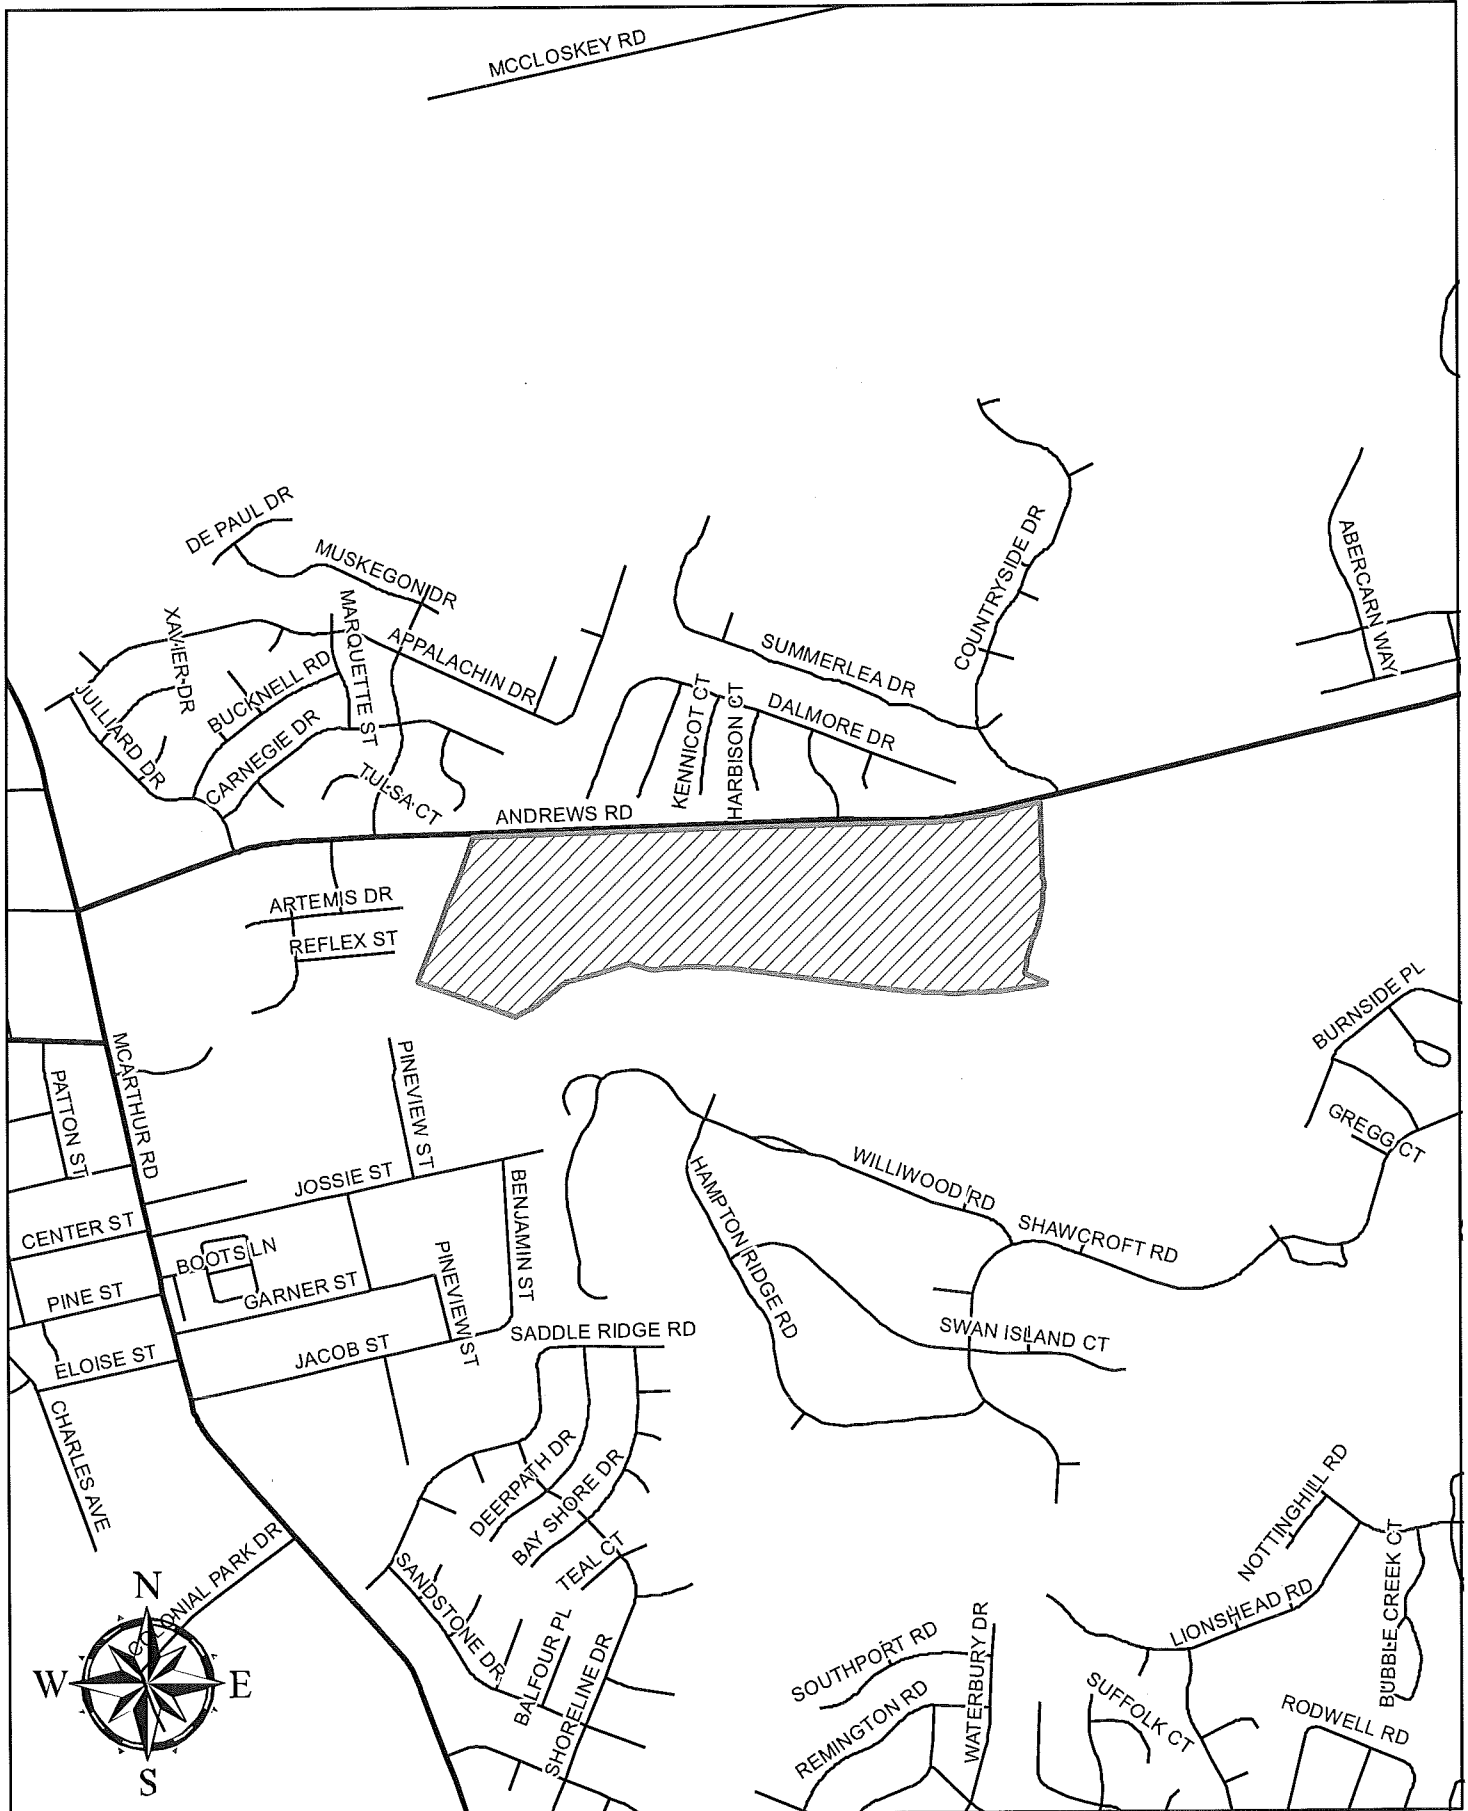 MCCLOSKEY RD
DE PAUL DR
MUSKEGON DR
COUNTRYSIDE DR
ABERCARN WAY
XAVIER DR
MARQUETTE ST
APPALACHIN DR
BUCKNELL RD
SUMMERLEA DR
JULLIARD DR
CARNEGIE DR
KENNICOT CT
HARBISON CT
DALMORE DR
TULSA CT
ANDREWS RD
ARTEMIS DR
REFLEX ST
BURNSIDE PL
MCARTHUR RD
PATTON ST
PINEVIEW ST
GREGG CT
JOSSIE ST
BENJAMIN ST
HAMPTON RIDGE RD
WILLIWOOD RD
SHAWCROFT RD
CENTER ST
BOOTS LN
PINE ST
GARNER ST
PINEVIEW ST
SADDLE RIDGE RD
SWAN ISLAND CT
ELOISE ST
JACOB ST
CHARLES AVE
DEERPATH DR
BAY SHORE DR
NOTTINGHILL RD
BUBBLE CREEK CT
COLONIAL PARK DR
SANDSTONE DR
TEAL CT
LIONSHEAD RD
BALFOUR PL
SHORELINE DR
SOUTHPORT RD
WATERBURY DR
REMINGTON RD
SUFFOLK CT
RODWELL RD
N
W
E
S